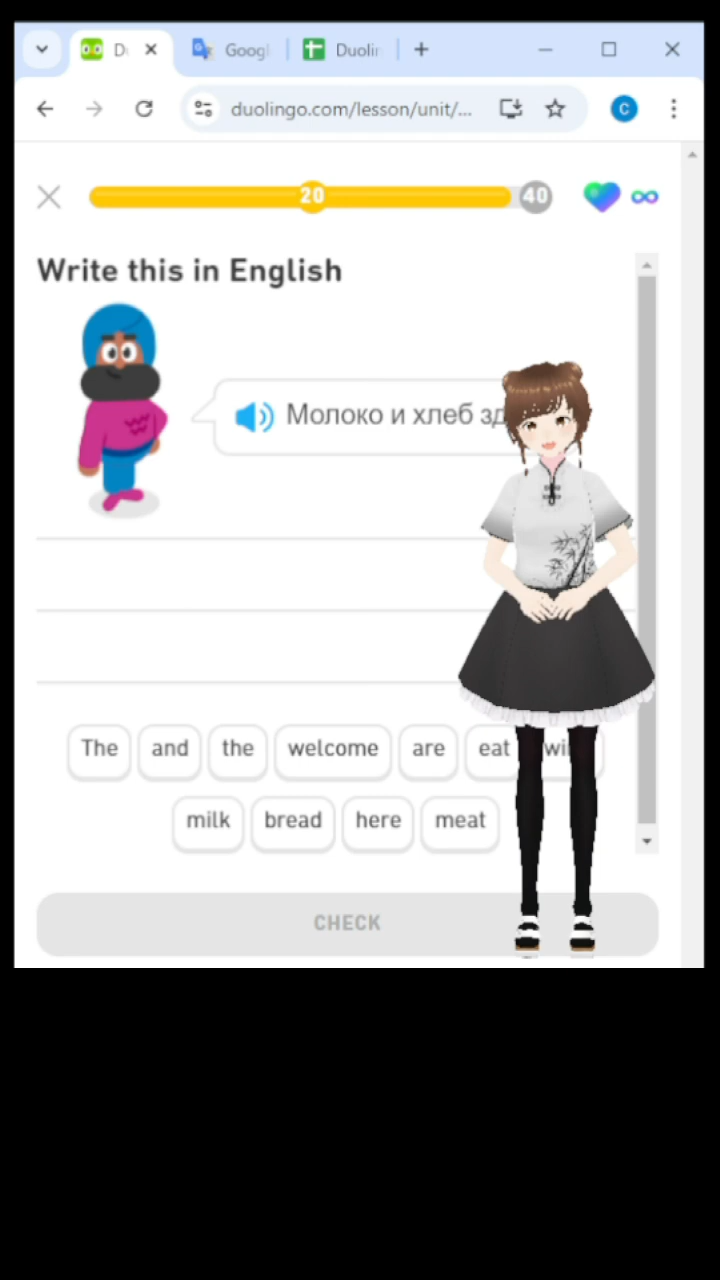 Googl
Duolin
duolingo.com/lesson/unit/...
C
20
40
Write this in English
Молоко и хлеб
The and the welcome are eat
milk bread here meat
CHECK